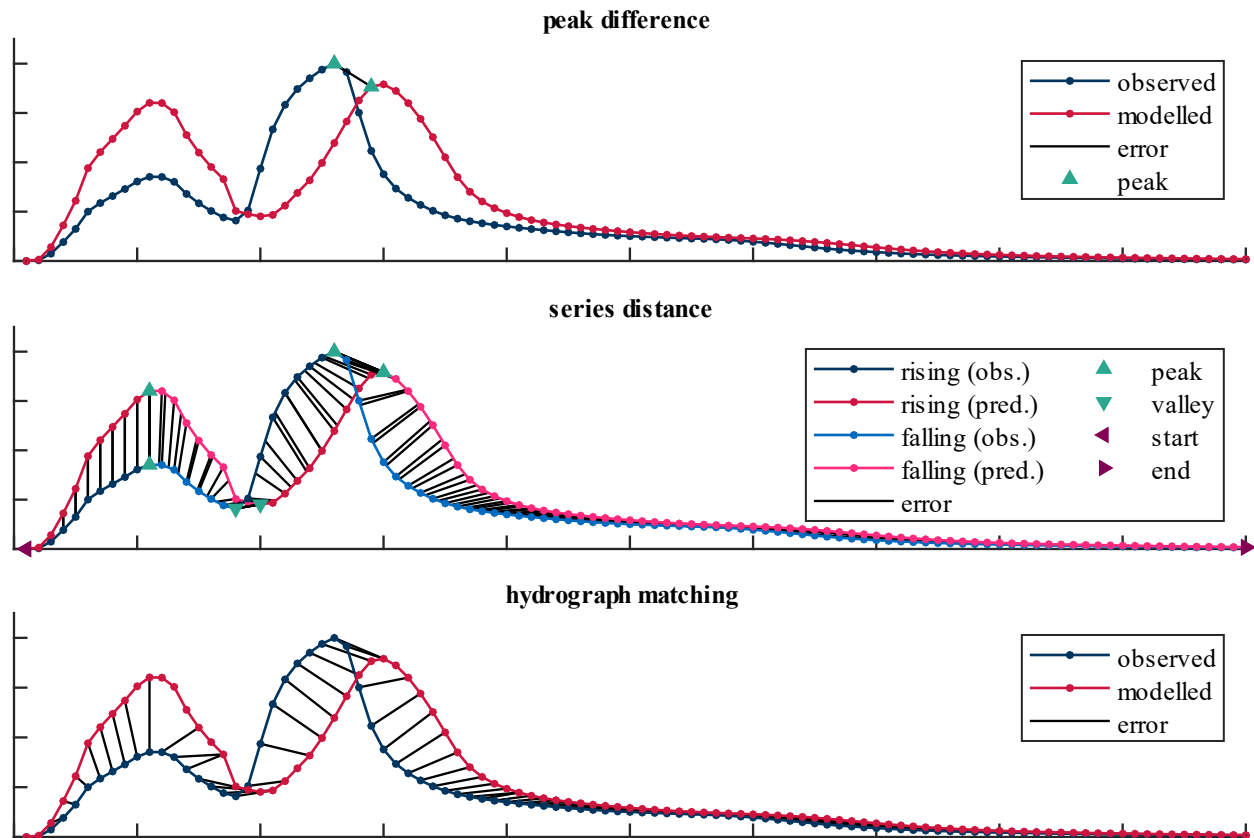 peak difference
observed
modelled
error
peak
series distance
rising (obs.)
rising (pred.)
falling (obs.)
falling (pred.)
error
peak
valley
start
end
hydrograph matching
observed
modelled
error